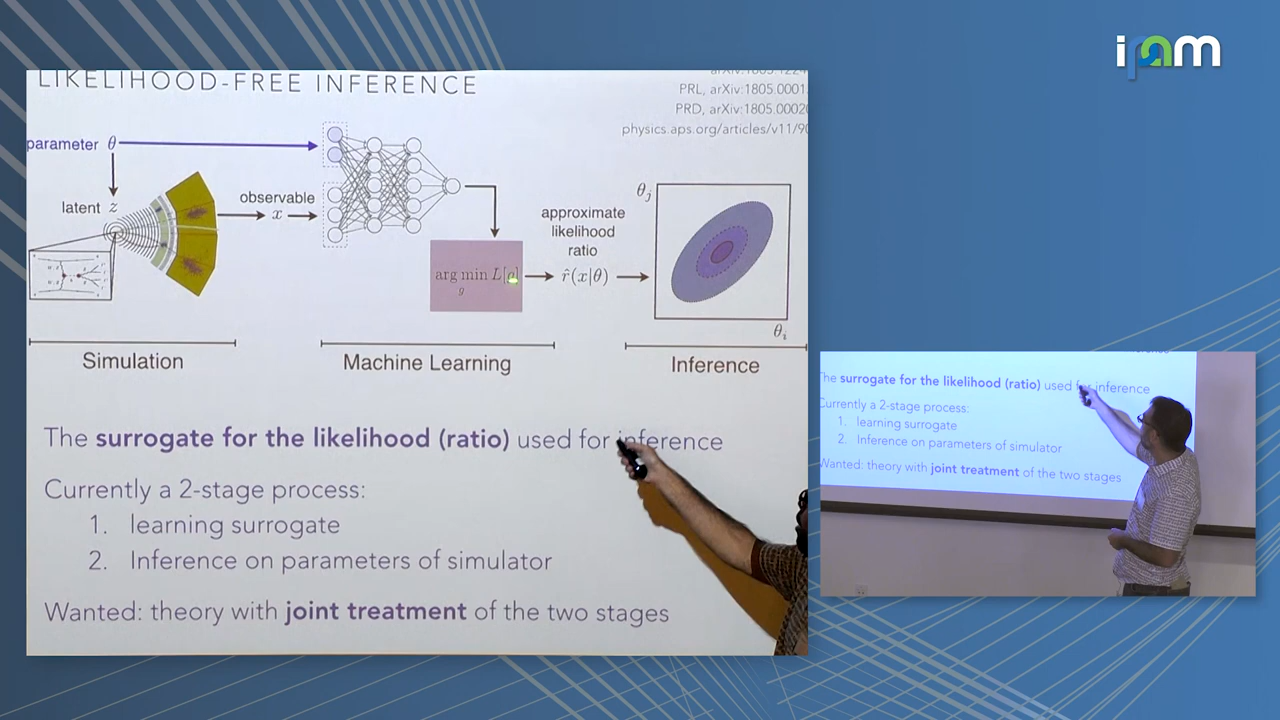 ipam
LIKELIHOOD-FREE INFERENCE
PRL, arXiv:1805.0001
PRD, arXiv:1805.0002
physics.aps.org/articles/v11/90
parameter θ
latent z
observable
x
arg min L[g]
g
approximate
likelihood
ratio
r̂(x|θ)
θj
θi
Simulation
Machine Learning
Inference
The surrogate for the likelihood (ratio) used for inference
Currently a 2-stage process:
1. learning surrogate
2. Inference on parameters of simulator
Wanted: theory with joint treatment of the two stages
The surrogate for the likelihood (ratio) used for inference
Currently a 2-stage process:
1. learning surrogate
2. Inference on parameters of simulator
Wanted: theory with joint treatment of the two stages